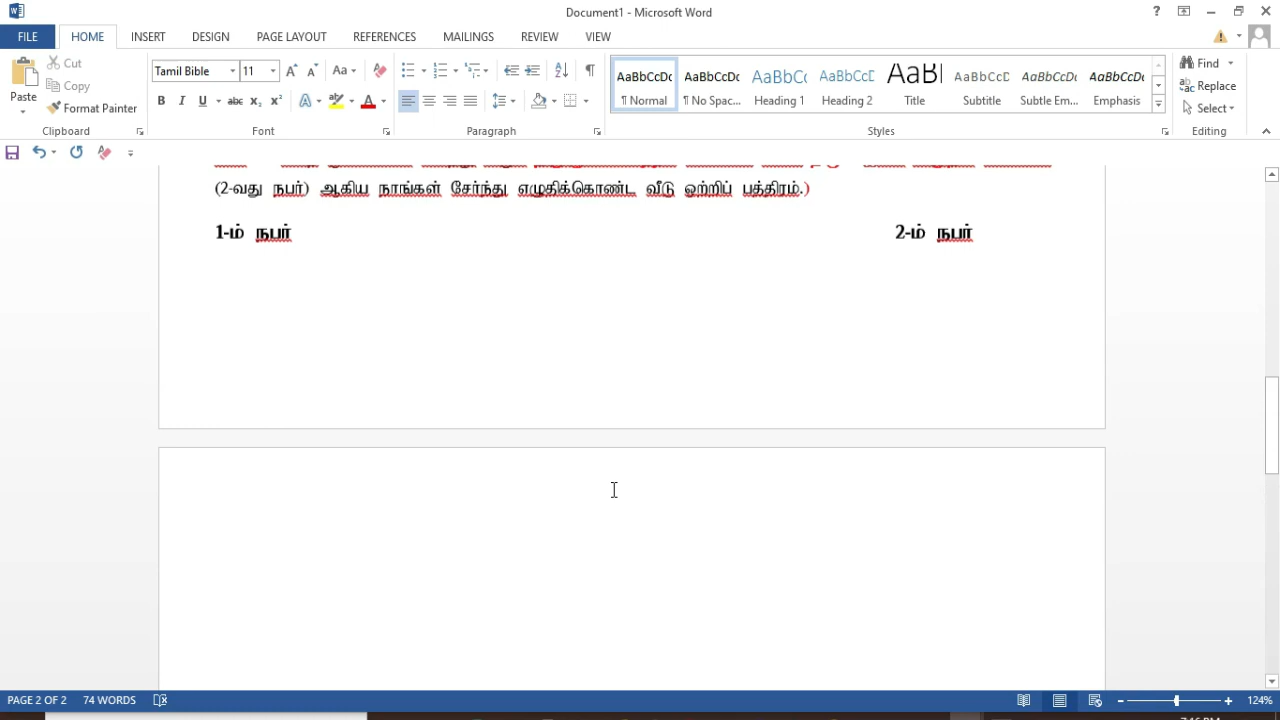 Document1 - Microsoft Word
?
FILE HOME INSERT DESIGN PAGE LAYOUT REFERENCES MAILINGS REVIEW VIEW
Cut
Copy
Format Painter
Paste
Clipboard
Tamil Bible 11
Font
Paragraph
AaBbCcDc AaBbCcDc AaBbCc AaBbCcD AaBl AaBbCcD AaBbCcDc AaBbCcDc
¶ Normal ¶ No Spac... Heading 1 Heading 2 Title Subtitle Subtle Em... Emphasis
Styles
Find
Replace
Select
Editing
(2-வது நபர்) ஆகிய நாங்கள் சேர்ந்து எழுதிக்கொண்ட வீடு ஒற்றிப் பத்திரம்.)
1-ம் நபர் 2-ம் நபர்
PAGE 2 OF 2 74 WORDS 124%